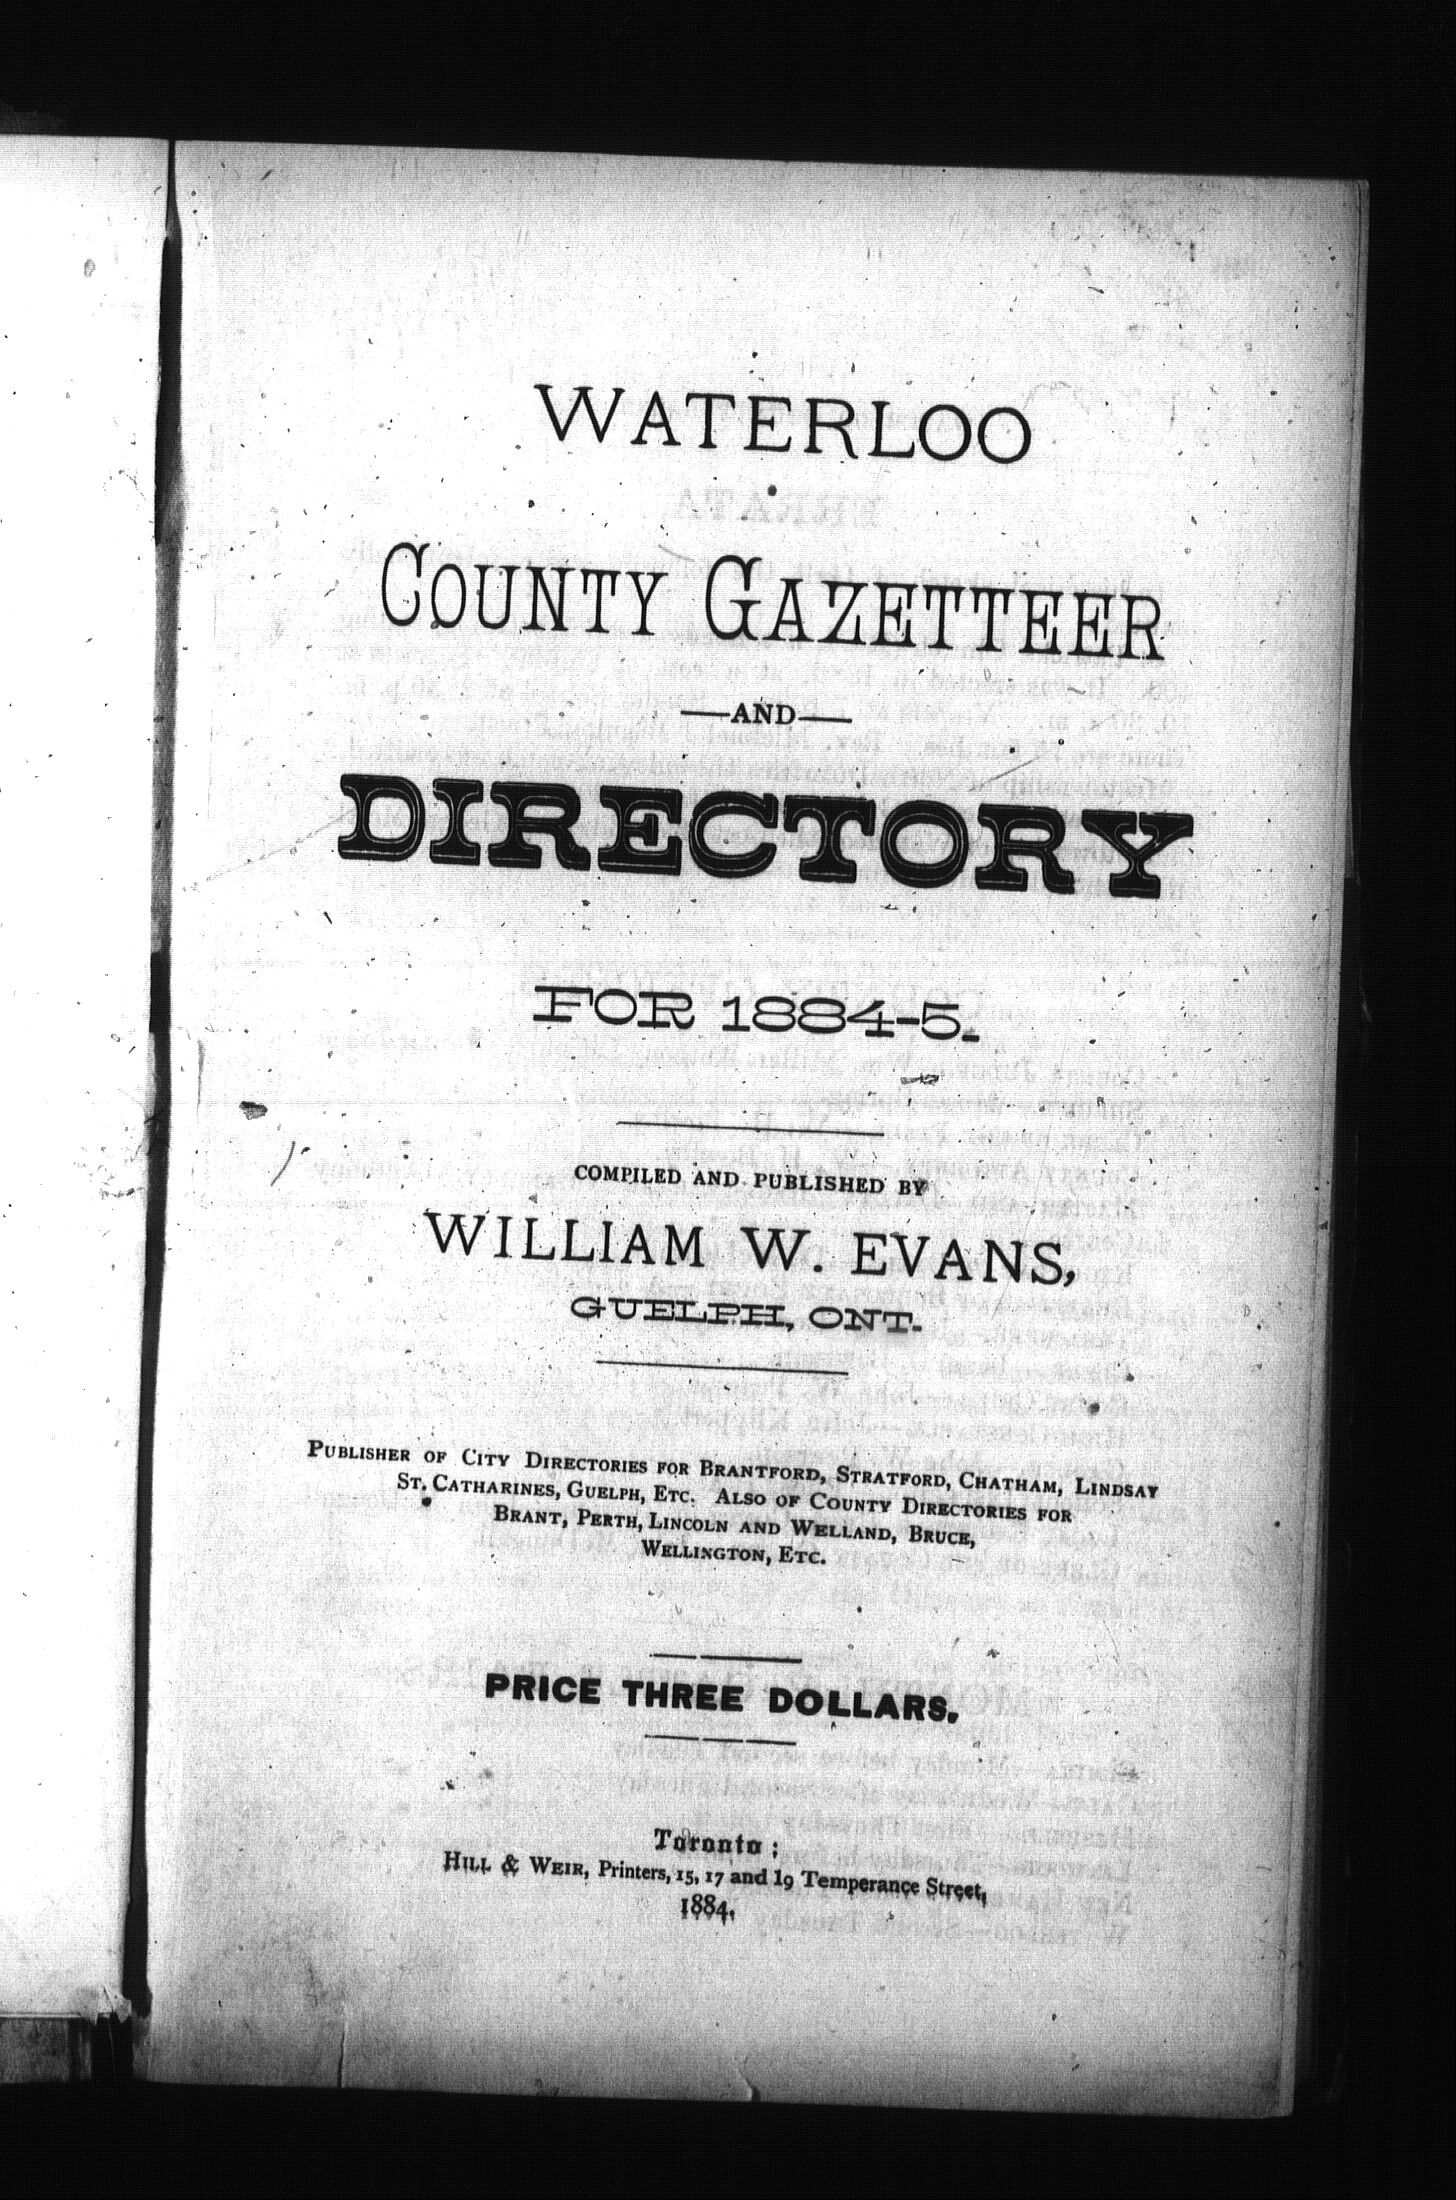 WATERLOO
COUNTY GAZETTEER
—AND—
DIRECTORY
FOR 1884-5.
COMPILED AND PUBLISHED BY
WILLIAM W. EVANS,
GUELPH, ONT.
PUBLISHER OF CITY DIRECTORIES FOR BRANTFORD, STRATFORD, CHATHAM, LINDSAY
ST. CATHARINES, GUELPH, ETC. ALSO OF COUNTY DIRECTORIES FOR
BRANT, PERTH, LINCOLN AND WELLAND, BRUCE,
WELLINGTON, ETC.
PRICE THREE DOLLARS.
Toronto:
HILL & WEIR, Printers, 15, 17 and 19 Temperance Street,
1884.